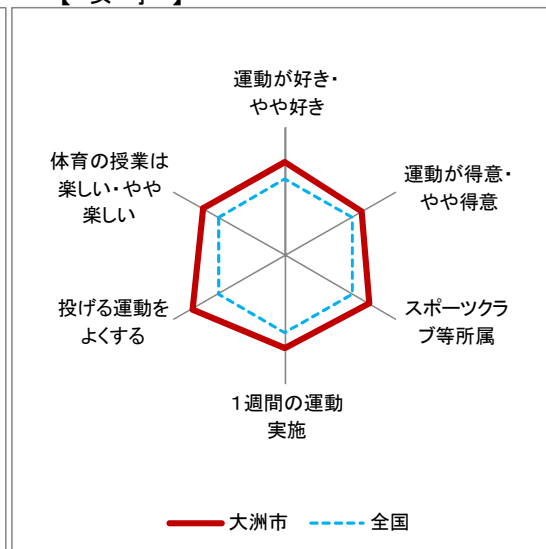 運動が好き・
やや好き
運動が得意・
やや得意
スポーツクラ
ブ等所属
１週間の運動
実施
投げる運動を
よくする
体育の授業は
楽しい・やや
楽しい
大洲市
全国